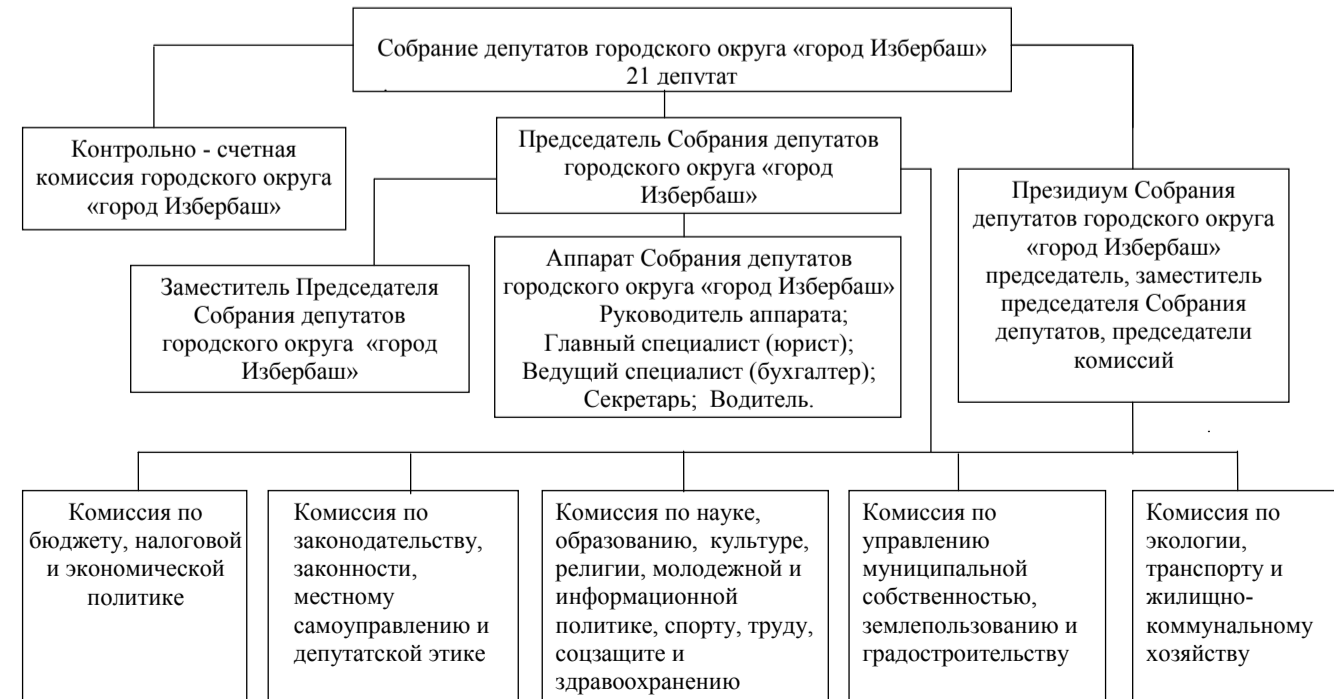 Собрание депутатов городского округа «город Избербаш»
21 депутат
Контрольно - счетная
комиссия городского округа
«город Избербаш»
Председатель Собрания депутатов
городского округа «город
Избербаш»
Президиум Собрания
депутатов городского округа
«город Избербаш»
председатель, заместитель
председателя Собрания
депутатов, председатели
комиссий
Заместитель Председателя
Собрания депутатов
городского округа «город
Избербаш»
Аппарат Собрания депутатов
городского округа «город Избербаш»
Руководитель аппарата;
Главный специалист (юрист);
Ведущий специалист (бухгалтер);
Секретарь; Водитель.
Комиссия по
бюджету, налоговой
и экономической
политике
Комиссия по
законодательству,
законности,
местному
самоуправлению и
депутатской этике
Комиссия по науке,
образованию, культуре,
религии, молодежной и
информационной
политике, спорту, труду,
соцзащите и
здравоохранению
Комиссия по
управлению
муниципальной
собственностью,
землепользованию и
градостроительству
Комиссия по
экологии,
транспорту и
жилищно-
коммунальному
хозяйству